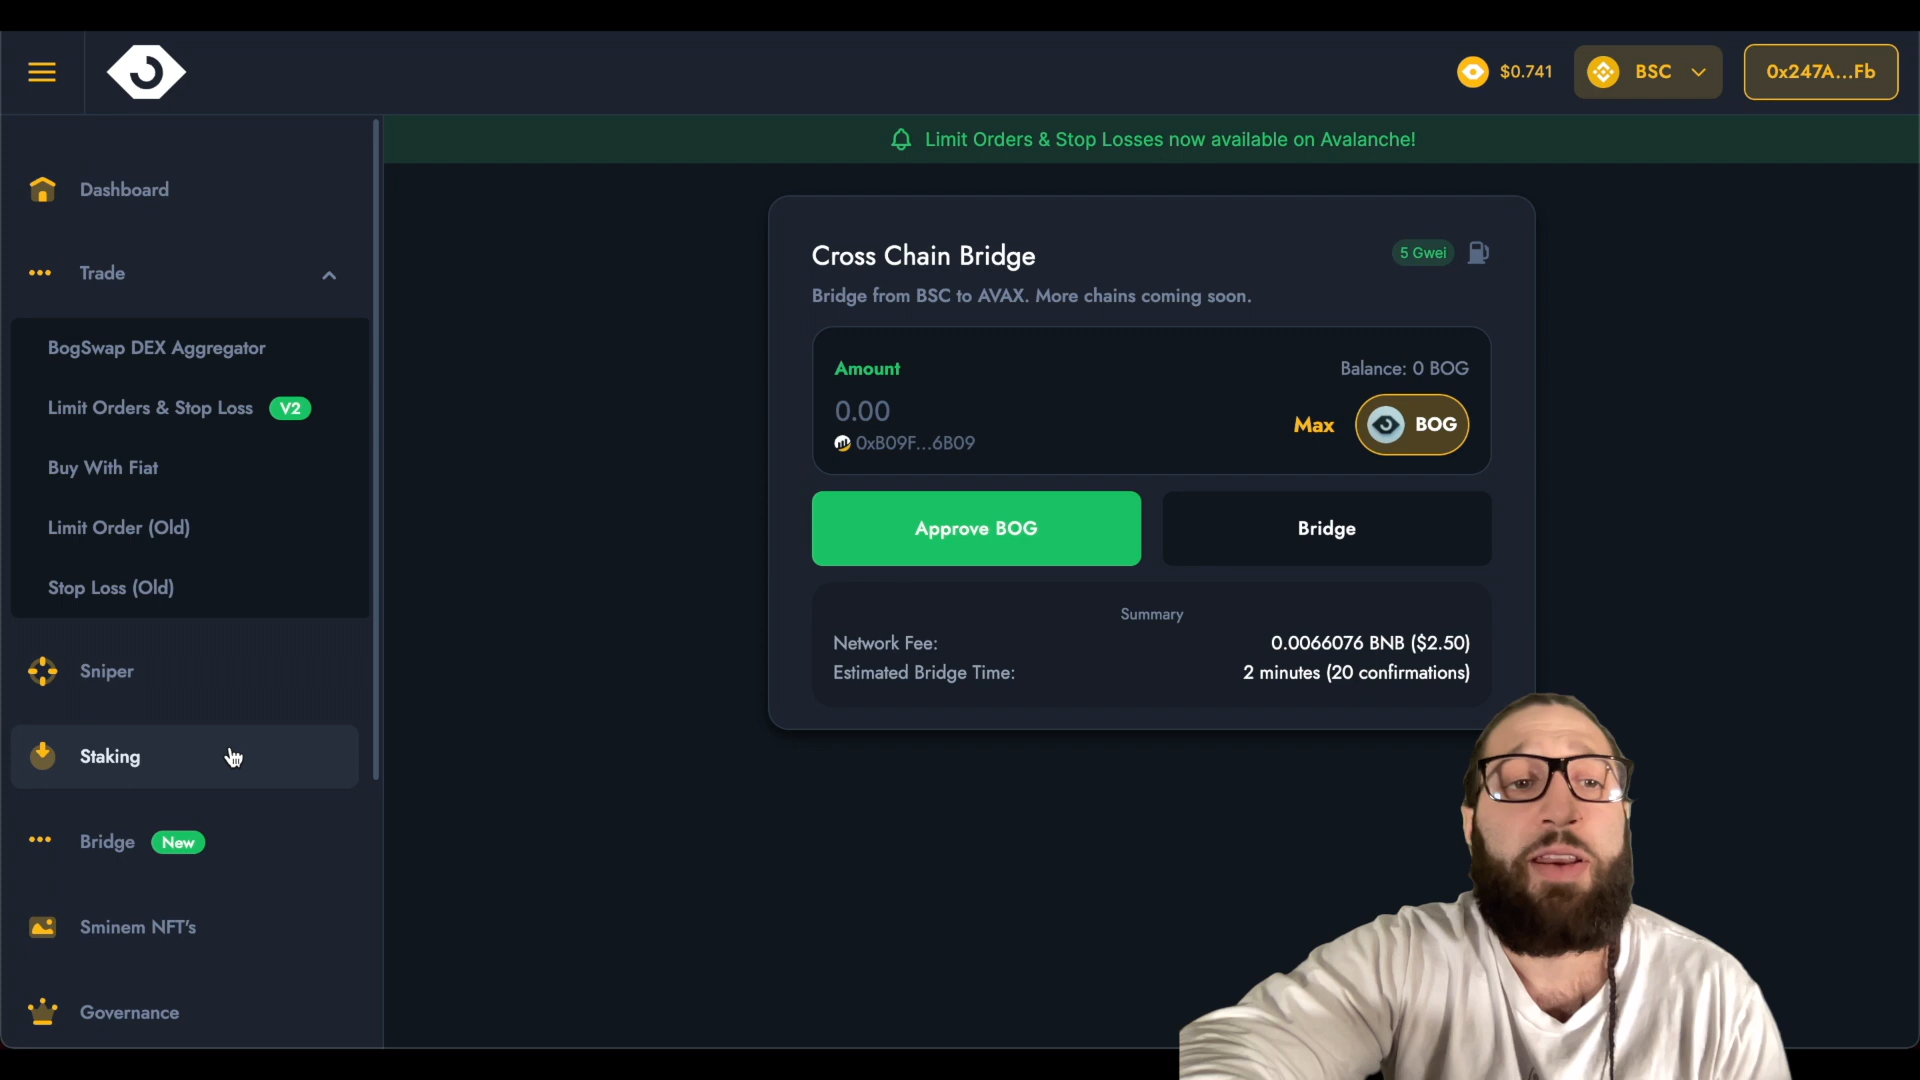 $0.741
BSC
0x247A...Fb
Limit Orders & Stop Losses now available on Avalanche!
Dashboard
Trade
BogSwap DEX Aggregator
Limit Orders & Stop Loss V2
Buy With Fiat
Limit Order (Old)
Stop Loss (Old)
Sniper
Staking
Bridge New
Sminem NFT's
Governance
Cross Chain Bridge
5 Gwei
Bridge from BSC to AVAX. More chains coming soon.
Amount
Balance: 0 BOG
0.00
Max
BOG
0xB09F...6B09
Approve BOG
Bridge
Summary
Network Fee: 0.0066076 BNB ($2.50)
Estimated Bridge Time: 2 minutes (20 confirmations)